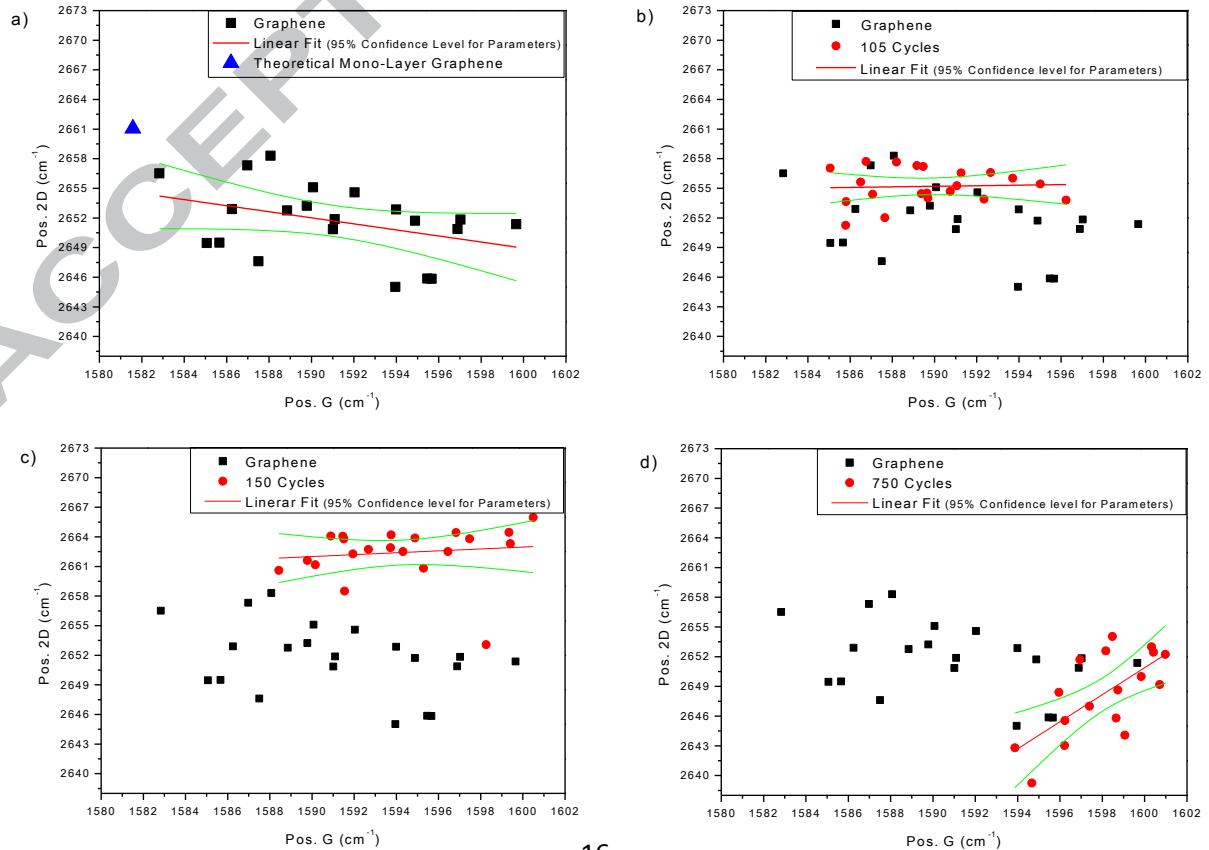 ACCEPT
a)
Graphene
Linear Fit (95% Confidence Level for Parameters)
Theoretical Mono-Layer Graphene
2673
2670
2667
2664
2661
2658
2655
2652
2649
2646
2643
2640
Pos. 2D (cm-1)
1580 1582 1584 1586 1588 1590 1592 1594 1596 1598 1600 1602
Pos. G (cm-1)
b)
Graphene
105 Cycles
Linear Fit (95% Confidence level for Parameters)
2673
2670
2667
2664
2661
2658
2655
2652
2649
2646
2643
2640
Pos. 2D (cm-1)
1580 1582 1584 1586 1588 1590 1592 1594 1596 1598 1600 1602
Pos. G (cm-1)
c)
Graphene
150 Cycles
Linerar Fit (95% Confidence level for Parameters)
2673
2670
2667
2664
2661
2658
2655
2652
2649
2646
2643
2640
Pos. 2D (cm-1)
1580 1582 1584 1586 1588 1590 1592 1594 1596 1598 1600 1602
Pos. G (cm-1)
d)
Graphene
750 Cycles
Linear Fit (95% Confidence level for Parameters)
2673
2670
2667
2664
2661
2658
2655
2652
2649
2646
2643
2640
Pos. 2D (cm-1)
1580 1582 1584 1586 1588 1590 1592 1594 1596 1598 1600 1602
Pos. G (cm-1)